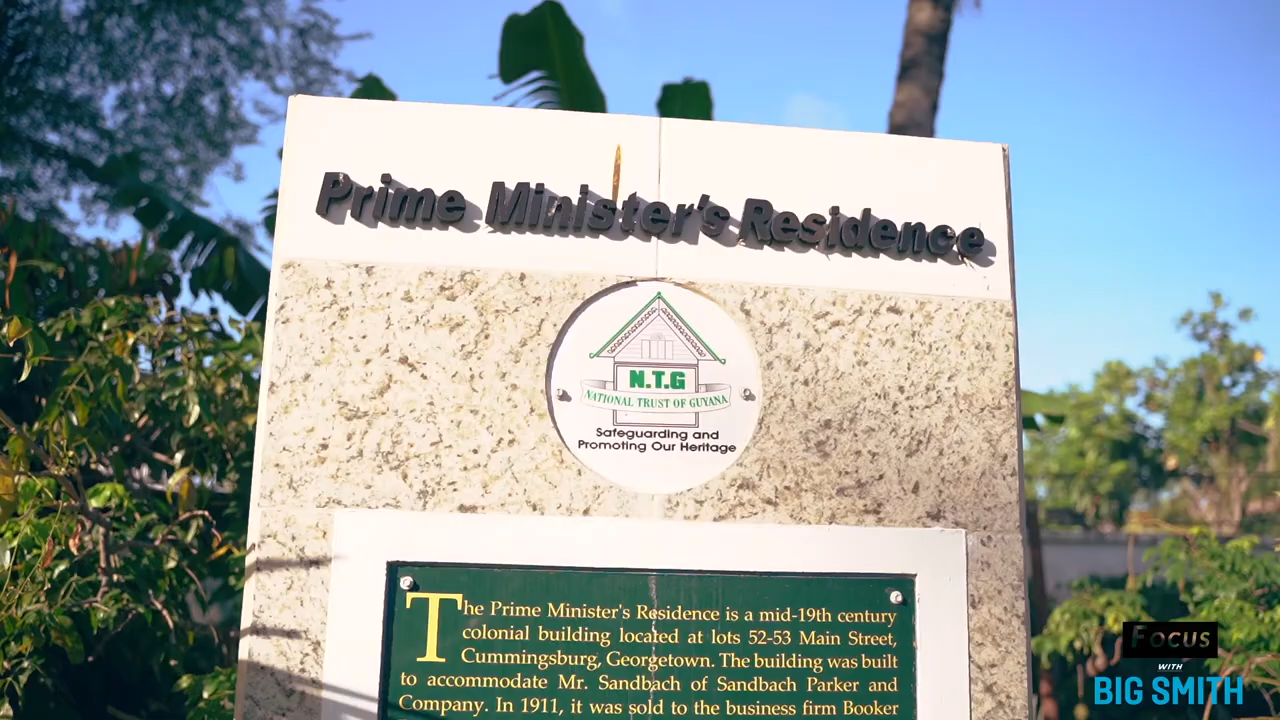 Prime Minister's Residence
N.T.G
NATIONAL TRUST OF GUYANA
Safeguarding and
Promoting Our Heritage
The Prime Minister's Residence is a mid-19th century
colonial building located at lots 52-53 Main Street,
Cummingsburg, Georgetown. The building was built
to accommodate Mr. Sandbach of Sandbach Parker and
Company. In 1911, it was sold to the business firm Booker
Focus
WITH
BIG SMITH